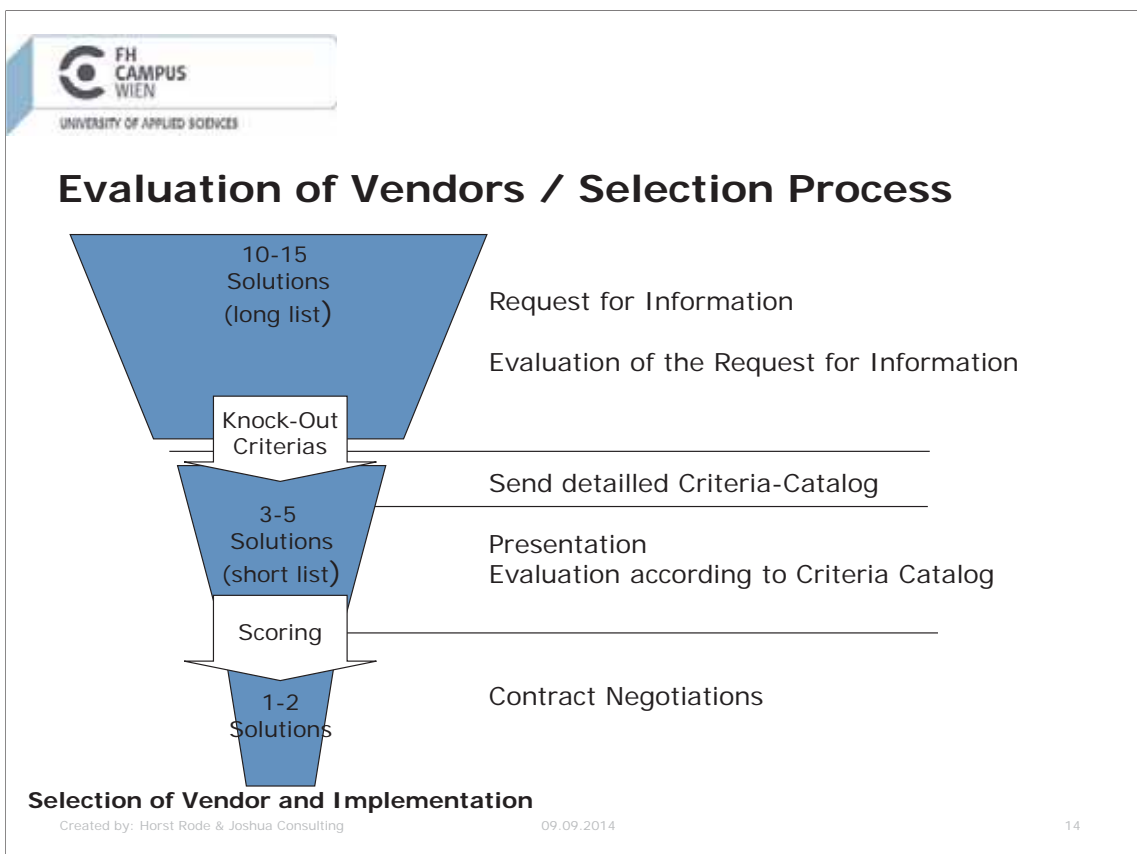 FH
CAMPUS
WIEN
UNIVERSITY OF APPLIED SCIENCES
Evaluation of Vendors / Selection Process
10-15
Solutions
(long list)
Request for Information
Evaluation of the Request for Information
Knock-Out
Criterias
Send detailled Criteria-Catalog
3-5
Solutions
(short list)
Presentation
Evaluation according to Criteria Catalog
Scoring
1-2
Solutions
Contract Negotiations
Selection of Vendor and Implementation
Created by: Horst Rode & Joshua Consulting
09.09.2014
14